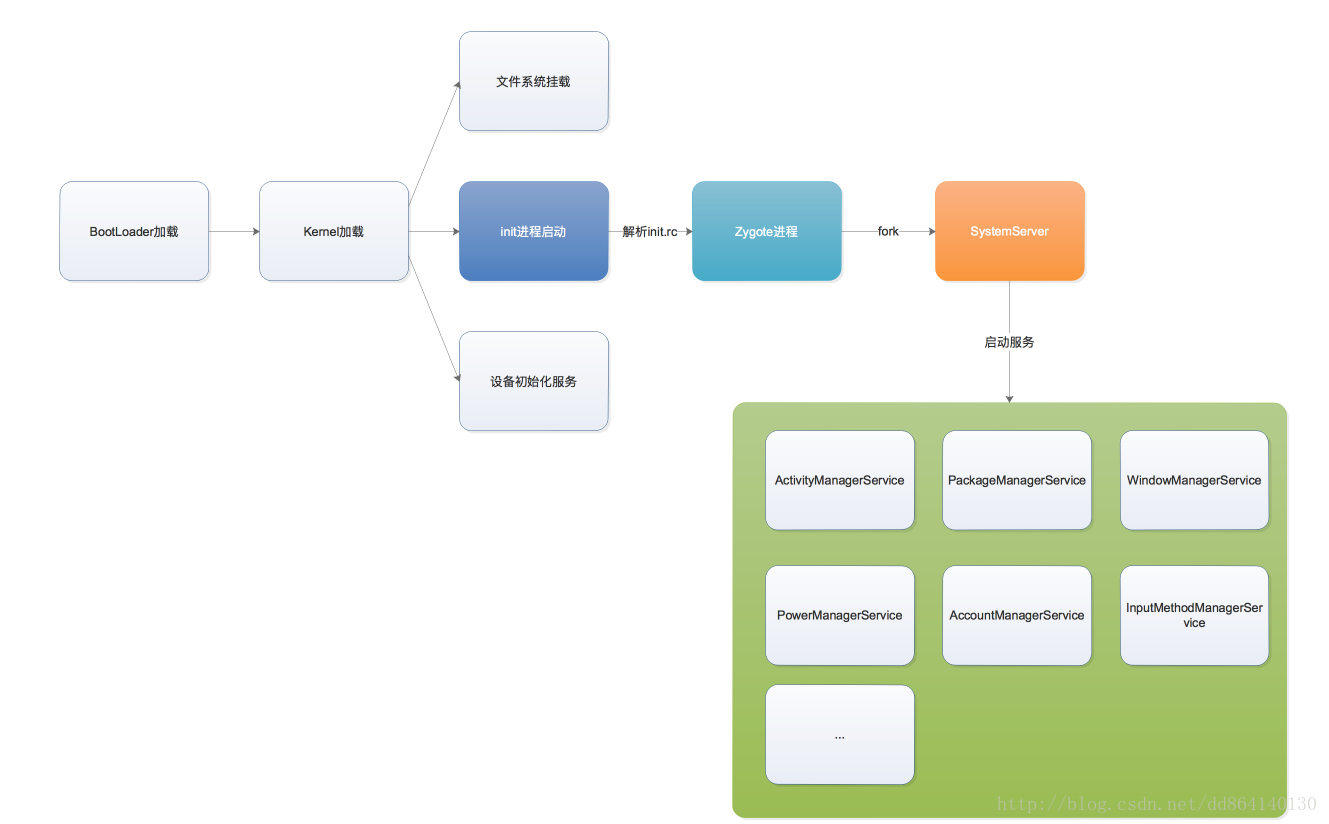 文件系统挂载
BootLoader加载
Kernel加载
init进程启动
解析init.rc
Zygote进程
fork
SystemServer
设备初始化服务
启动服务
ActivityManagerService
PackageManagerService
WindowManagerService
PowerManagerService
AccountManagerService
InputMethodManagerSer
vice
...
http://blog.csdn.net/dd864140130